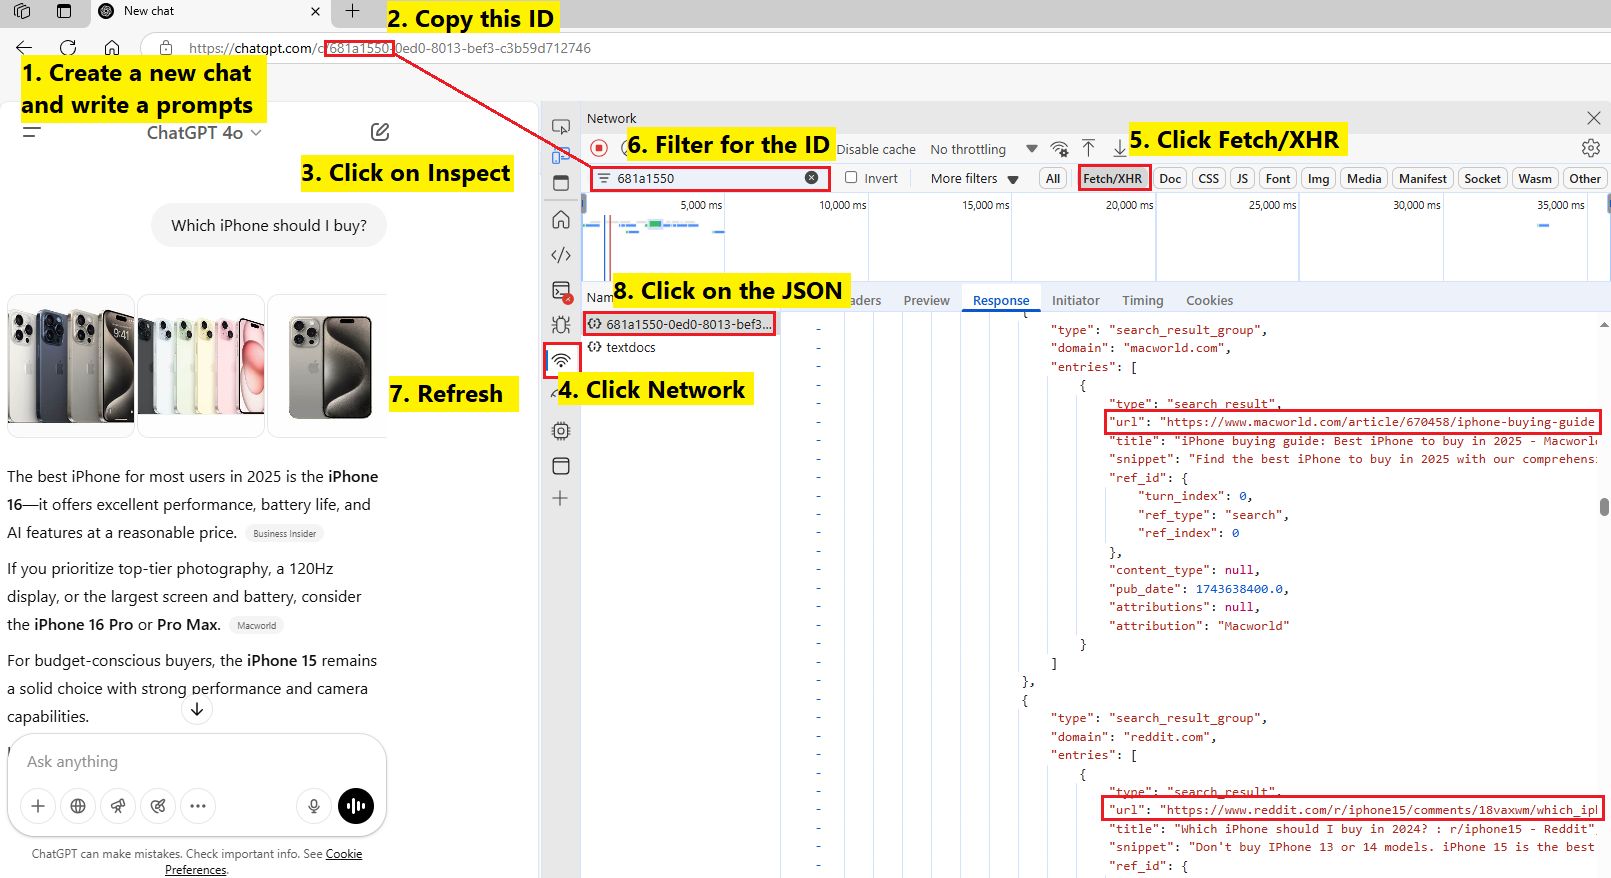 New chat
2. Copy this ID
https://chatgpt.com/c/681a1550-0ed0-8013-bef3-c3b59d712746
1. Create a new chat
and write a prompts
ChatGPT 4o
3. Click on Inspect
Which iPhone should I buy?
7. Refresh
The best iPhone for most users in 2025 is the iPhone
16—it offers excellent performance, battery life, and
AI features at a reasonable price. Business Insider
If you prioritize top-tier photography, a 120Hz
display, or the largest screen and battery, consider
the iPhone 16 Pro or Pro Max. Macworld
For budget-conscious buyers, the iPhone 15 remains
a solid choice with strong performance and camera
capabilities.
Ask anything
ChatGPT can make mistakes. Check important info. See Cookie
Preferences.
Network
6. Filter for the ID
Disable cache
No throttling
5. Click Fetch/XHR
681a1550
Invert
More filters
All
Fetch/XHR
Doc
CSS
JS
Font
Img
Media
Manifest
Socket
Wasm
Other
5,000 ms
10,000 ms
15,000 ms
20,000 ms
25,000 ms
30,000 ms
35,000 ms
8. Click on the JSON
Preview
Response
Initiator
Timing
Cookies
681a1550-0ed0-8013-bef3...
textdocs
4. Click Network
{
"type": "search_result_group",
"domain": "macworld.com",
"entries": [
{
"type": "search_result",
"url": "https://www.macworld.com/article/670458/iphone-buying-guide
"title": "iPhone buying guide: Best iPhone to buy in 2025 - Macworl
"snippet": "Find the best iPhone to buy in 2025 with our comprehens
"ref_id": {
"turn_index": 0,
"ref_type": "search",
"ref_index": 0
},
"content_type": null,
"pub_date": 1743638400.0,
"attributions": null,
"attribution": "Macworld"
}
]
},
{
"type": "search_result_group",
"domain": "reddit.com",
"entries": [
{
"type": "search_result",
"url": "https://www.reddit.com/r/iphone15/comments/18vaxwm/which_ip
"title": "Which iPhone should I buy in 2024? : r/iphone15 - Reddit",
"snippet": "Don't buy IPhone 13 or 14 models. iPhone 15 is the best
"ref_id": {